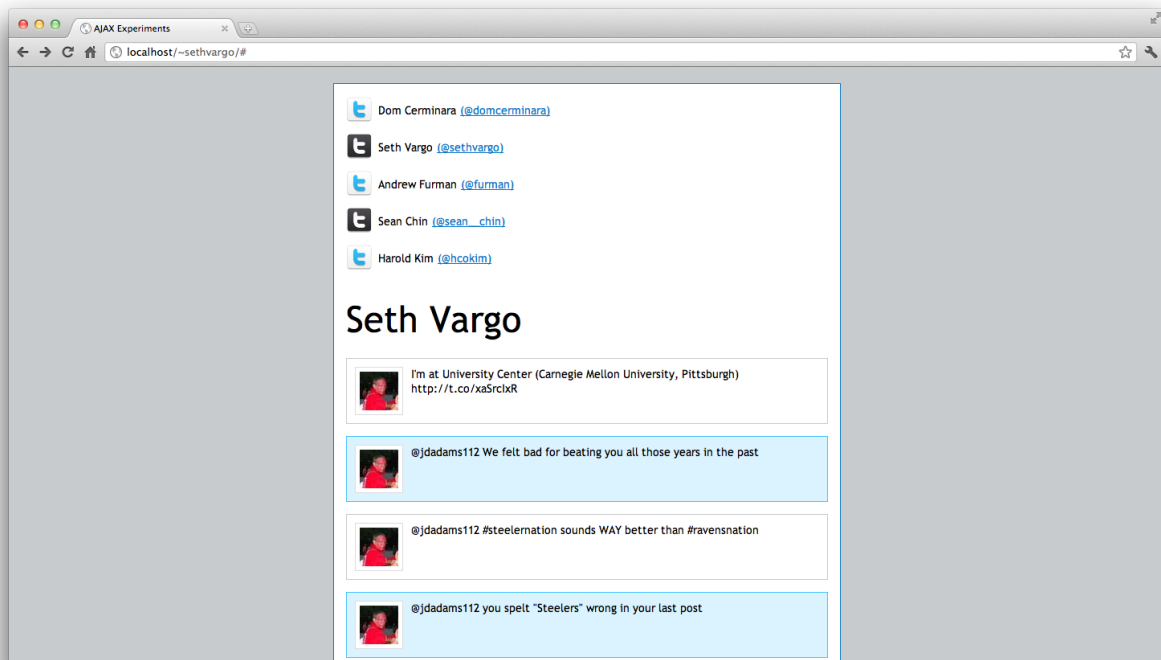 AJAX Experiments
localhost/~sethvargo/#
Dom Cerminara (@domcerminara)
Seth Vargo (@sethvargo)
Andrew Furman (@furman)
Sean Chin (@sean__chin)
Harold Kim (@hcokim)
Seth Vargo
I'm at University Center (Carnegie Mellon University, Pittsburgh)
http://t.co/xaSrcIxR
@jdadams112 We felt bad for beating you all those years in the past
@jdadams112 #steelernation sounds WAY better than #ravensnation
@jdadams112 you spelt "Steelers" wrong in your last post